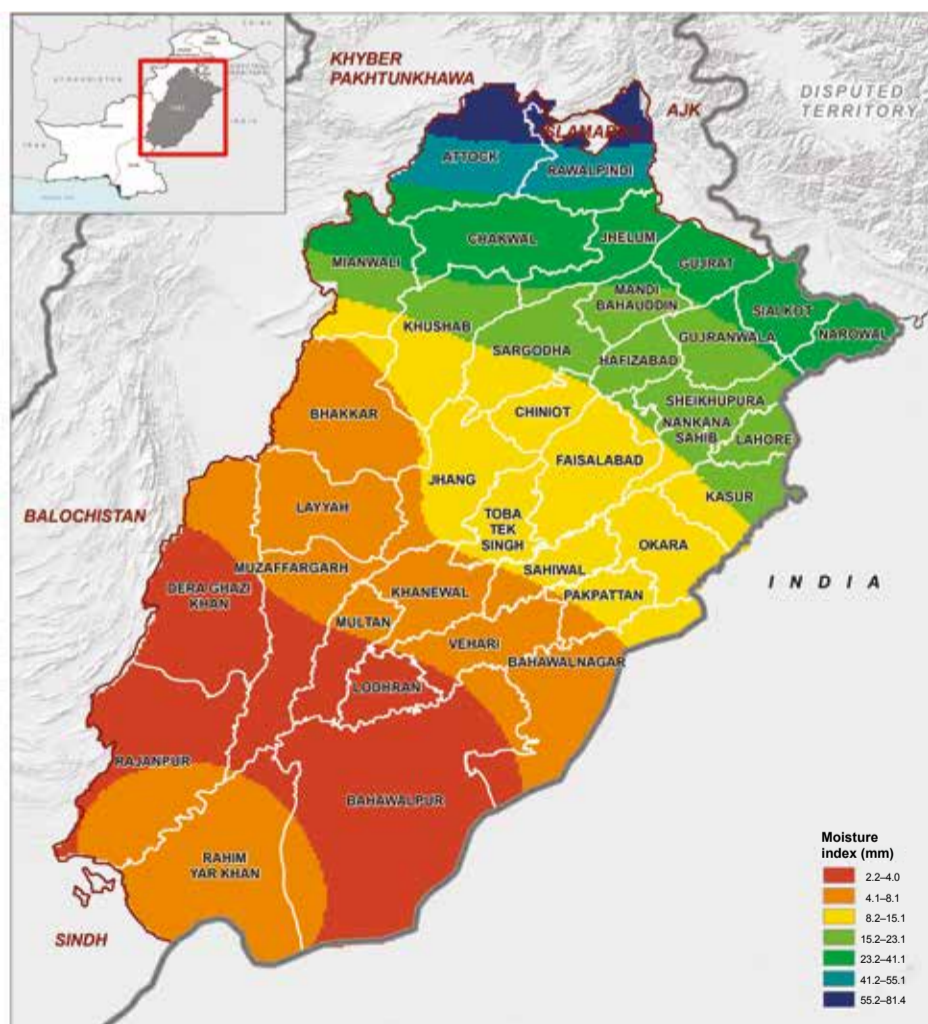 KHYBER
PAKHTUNKHAWA
AJK
DISPUTED
TERRITORY
ATTOCK
RAWALPINDI
CHAKWAL
JHELUM
MIANWALI
GUJRAT
MANDI
BAHAUDDIN
SIALKOT
KHUSHAB
GUJRANWALA
NAROWAL
SARGODHA
HAFIZABAD
SHEIKHUPURA
BHAKKAR
CHINIOT
NANKANA
SAHIB
LAHORE
FAISALABAD
JHANG
KASUR
LAYYAH
TOBA
TEK
SINGH
BALOCHISTAN
OKARA
MUZAFFARGARH
SAHIWAL
INDIA
DERA GHAZI
KHAN
KHANEWAL
PAKPATTAN
MULTAN
VEHARI
BAHAWALNAGAR
LODHRAN
RAJANPUR
BAHAWALPUR
RAHIM
YAR KHAN
SINDH
Moisture
index (mm)
2.2–4.0
4.1–8.1
8.2–15.1
15.2–23.1
23.2–41.1
41.2–55.1
55.2–81.4